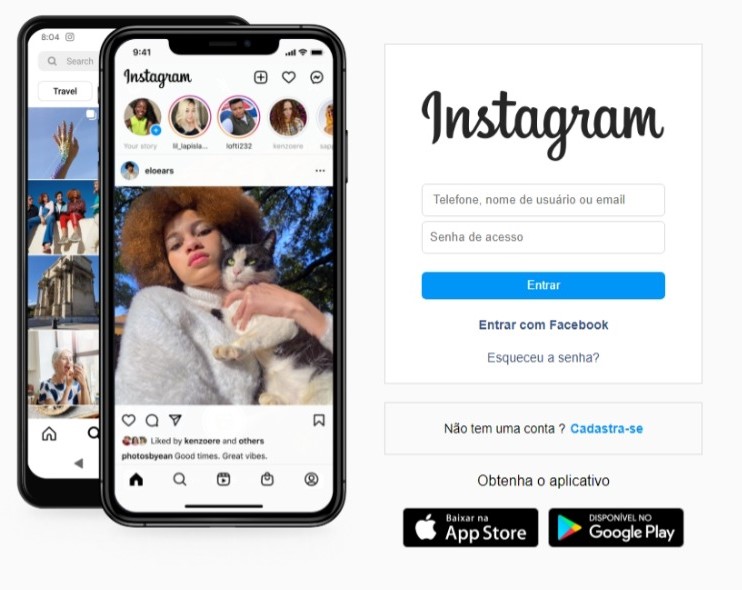 8:04
Search
Travel
9:41
Instagram
Your story
lil_lapisla...
lofti232
kenzoere
eloears
Liked by kenzoere and others
photosbyean Good times. Great vibes.
Instagram
Telefone, nome de usuário ou email
Senha de acesso
Entrar
Entrar com Facebook
Esqueceu a senha?
Não tem uma conta ? Cadastra-se
Obtenha o aplicativo
Baixar na
App Store
DISPONÍVEL NO
Google Play